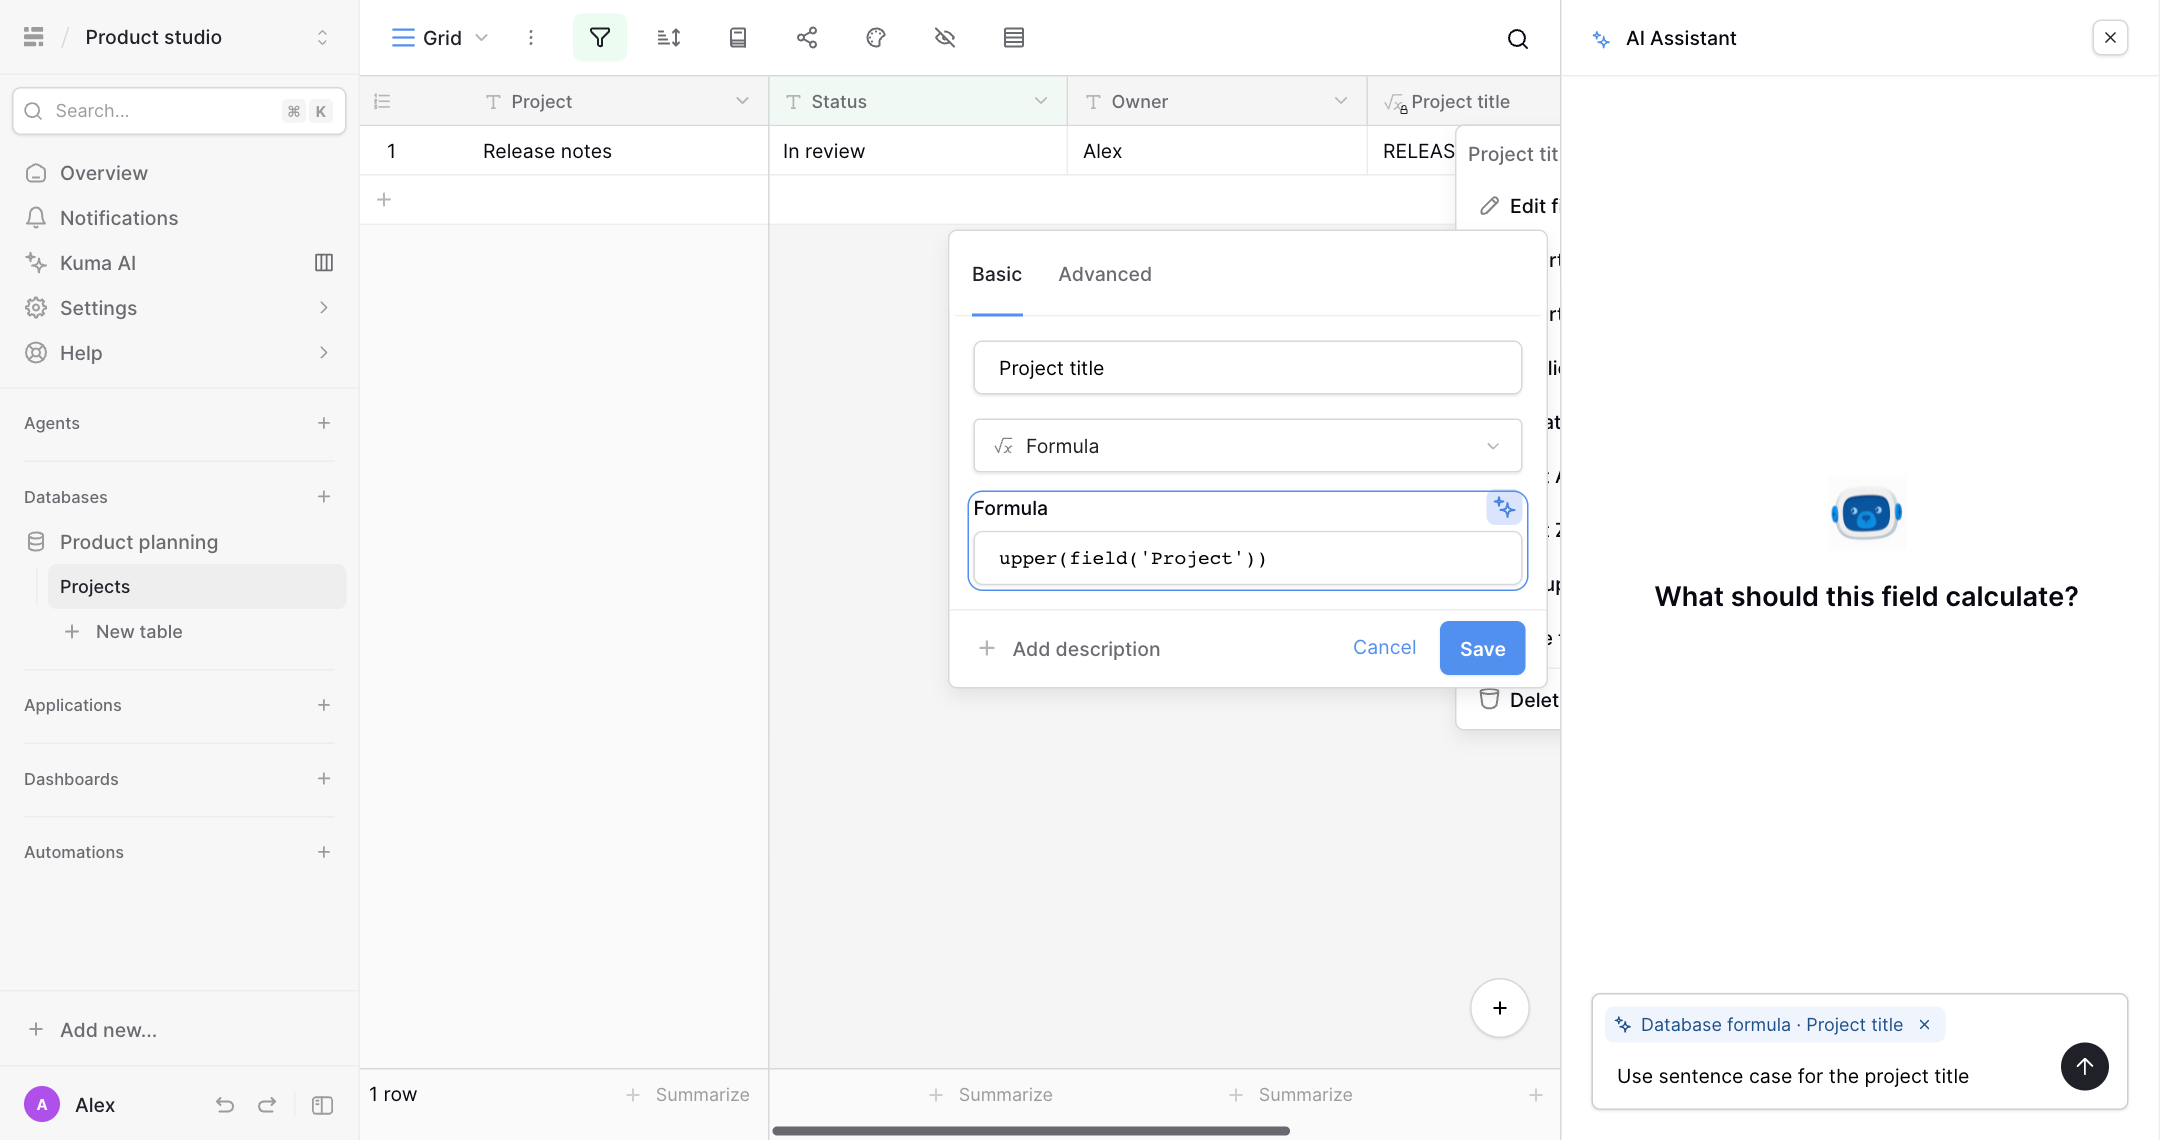 Product studio
Search...
⌘ K
Overview
Notifications
Kuma AI
Settings
Help
Agents
Databases
Product planning
Projects
New table
Applications
Dashboards
Automations
Add new...
A
Alex
Grid
Project
Status
Owner
Project title
1
Release notes
In review
Alex
RELEAS
Project tit
Edit f
Basic
Advanced
Project title
Formula
Formula
upper(field('Project'))
Add description
Cancel
Save
Delet
1 row
Summarize
Summarize
Summarize
AI Assistant
What should this field calculate?
Database formula · Project title
Use sentence case for the project title